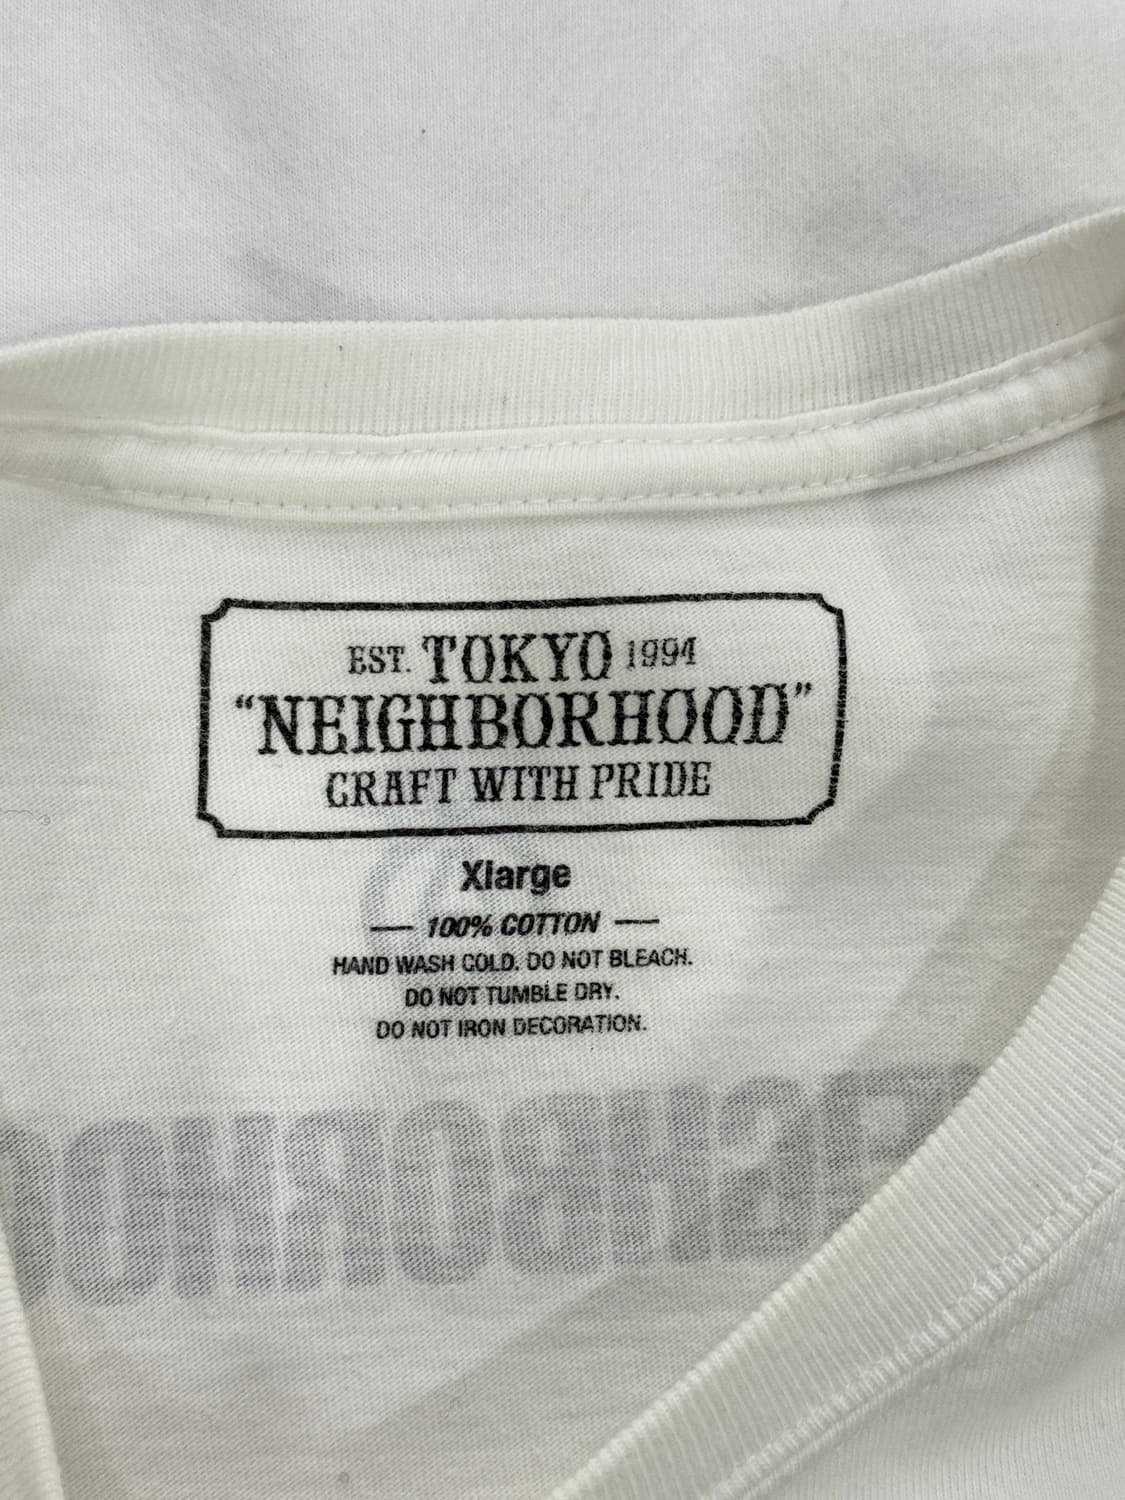 EST. TOKYO 1994
“NEIGHBORHOOD”
CRAFT WITH PRIDE
Xlarge
— 100% COTTON —
HAND WASH COLD. DO NOT BLEACH.
DO NOT TUMBLE DRY.
DO NOT IRON DECORATION.